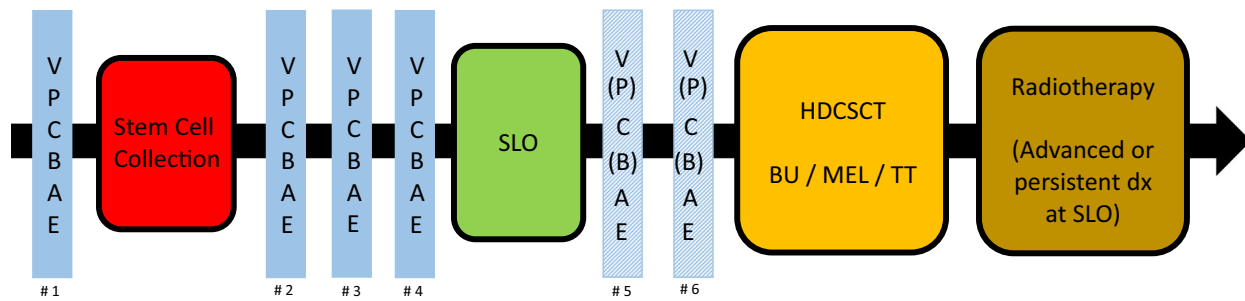 V
P
C
B
A
E
Stem Cell
Collection
V
P
C
B
A
E
V
P
C
B
A
E
V
P
C
B
A
E
SLO
V
(P)
C
(B)
A
E
V
(P)
C
(B)
A
E
HDCSCT
BU / MEL / TT
Radiotherapy
(Advanced or
persistent dx
at SLO)
# 1
# 2
# 3
# 4
# 5
# 6